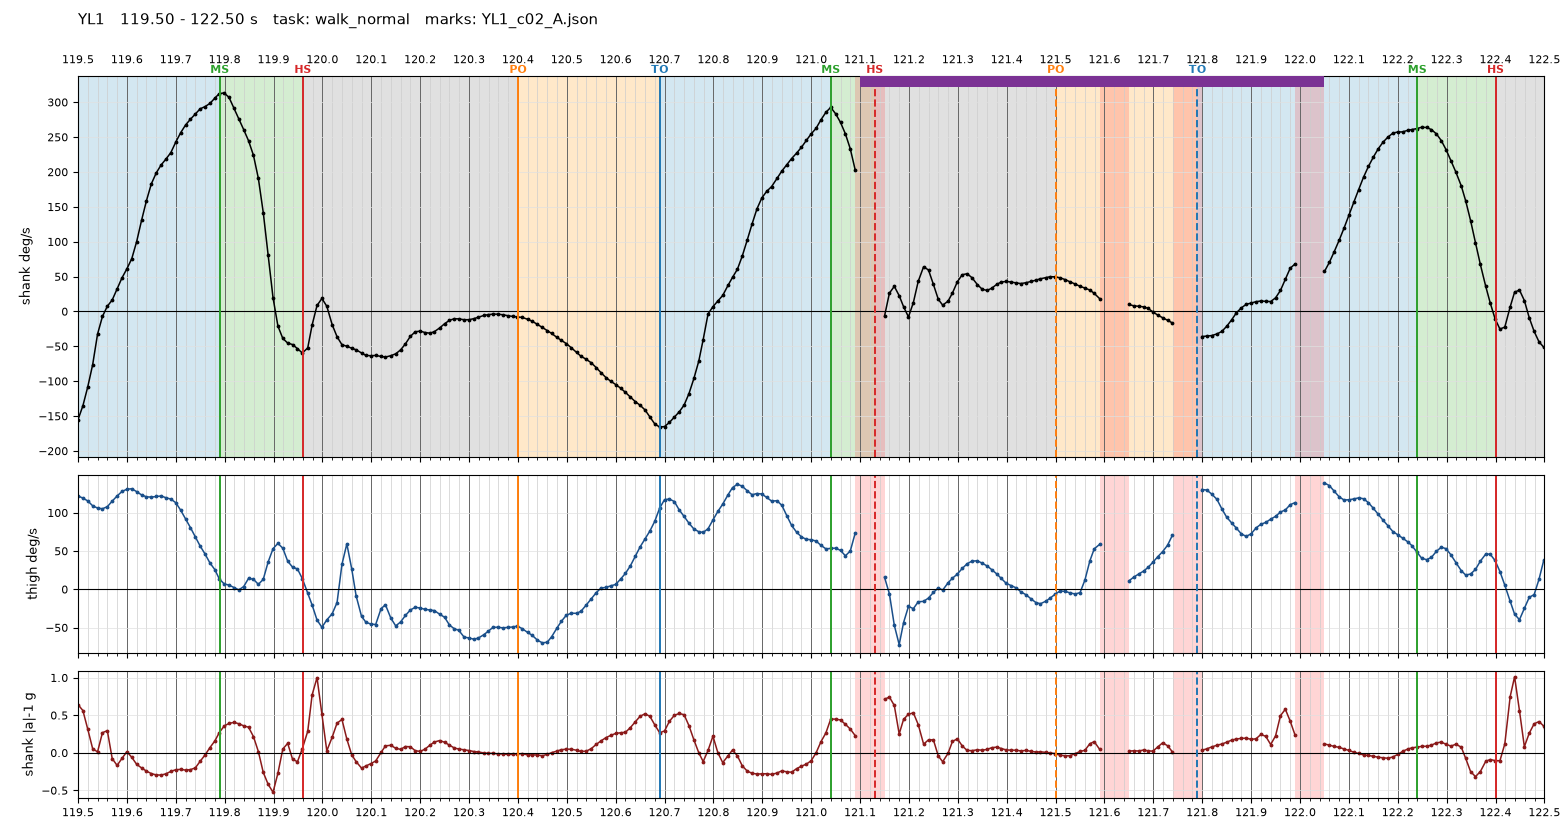 YL1   119.50 - 122.50 s   task: walk_normal   marks: YL1_c02_A.json
119.5 119.6 119.7 119.8 119.9 120.0 120.1 120.2 120.3 120.4 120.5 120.6 120.7 120.8 120.9 121.0 121.1 121.2 121.3 121.4 121.5 121.6 121.7 121.8 121.9 122.0 122.1 122.2 122.3 122.4 122.5
MS HS PO TO MS HS PO TO MS HS
shank deg/s
300
250
200
150
100
50
0
−50
−100
−150
−200
thigh deg/s
100
50
0
−50
shank |a|-1 g
1.0
0.5
0.0
−0.5
119.5 119.6 119.7 119.8 119.9 120.0 120.1 120.2 120.3 120.4 120.5 120.6 120.7 120.8 120.9 121.0 121.1 121.2 121.3 121.4 121.5 121.6 121.7 121.8 121.9 122.0 122.1 122.2 122.3 122.4 122.5